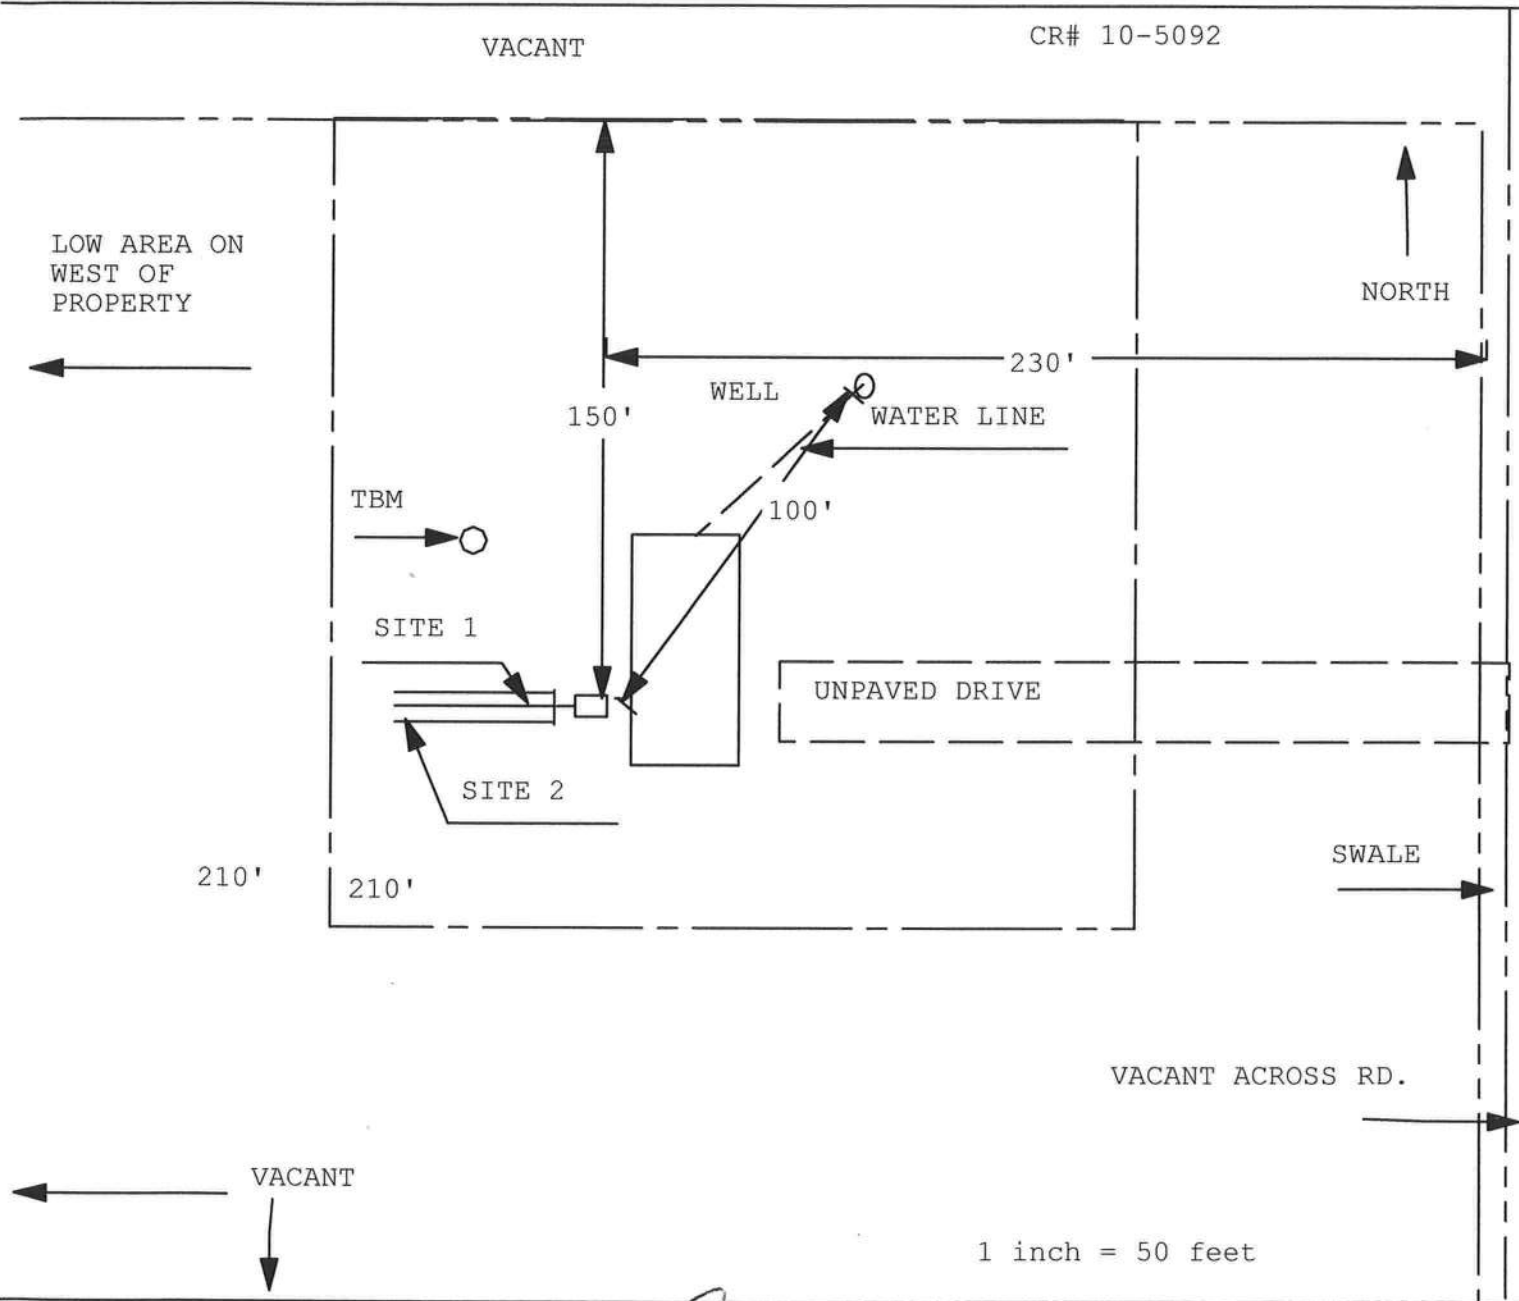 VACANT
CR# 10-5092
LOW AREA ON
WEST OF
PROPERTY
NORTH
230'
WELL
150'
WATER LINE
TBM
100'
SITE 1
UNPAVED DRIVE
SITE 2
SWALE
210'
210'
VACANT ACROSS RD.
VACANT
1 inch = 50 feet